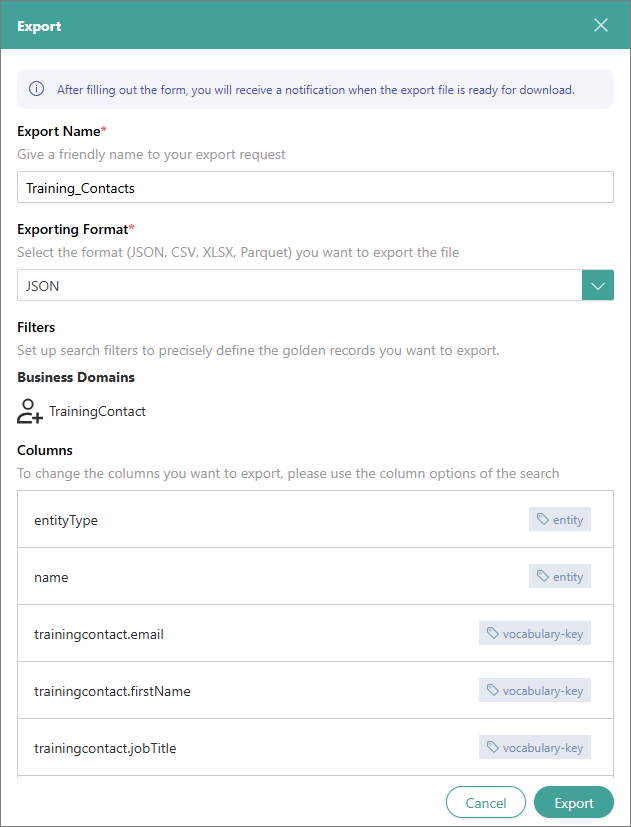 Export
After filling out the form, you will receive a notification when the export file is ready for download.
Export Name*
Give a friendly name to your export request
Training_Contacts
Exporting Format*
Select the format (JSON, CSV, XLSX, Parquet) you want to export the file
JSON
Filters
Set up search filters to precisely define the golden records you want to export.
Business Domains
TrainingContact
Columns
To change the columns you want to export, please use the column options of the search
entityType entity
name entity
trainingcontact.email vocabulary-key
trainingcontact.firstName vocabulary-key
trainingcontact.jobTitle vocabulary-key
Cancel Export